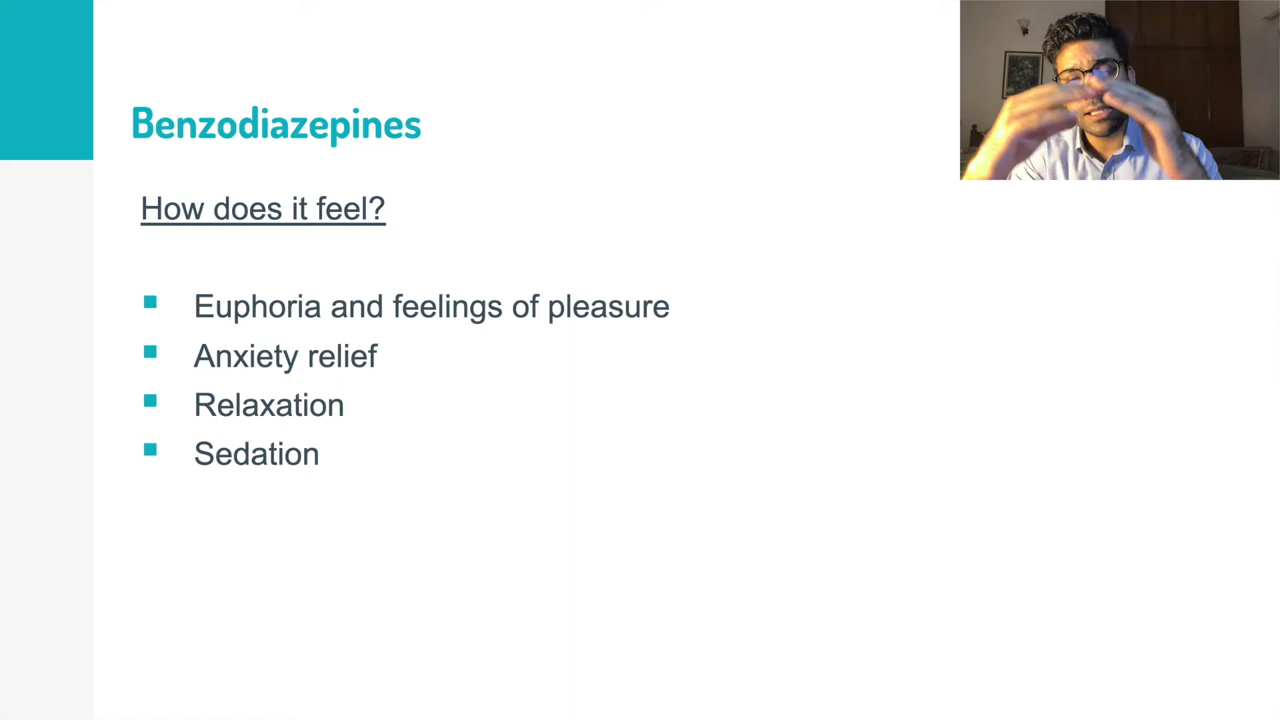 Benzodiazepines
How does it feel?
Euphoria and feelings of pleasure
Anxiety relief
Relaxation
Sedation